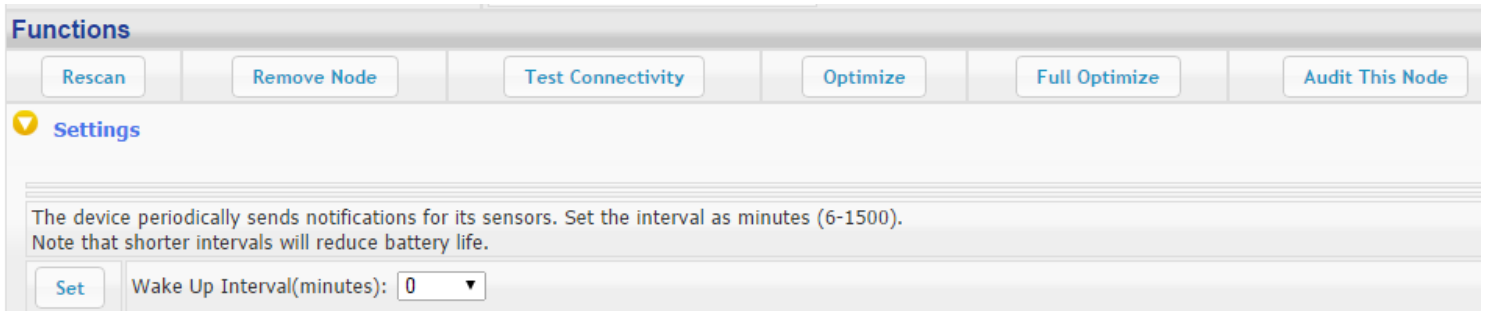 Functions
Rescan Remove Node Test Connectivity Optimize Full Optimize Audit This Node
Settings
The device periodically sends notifications for its sensors. Set the interval as minutes (6-1500).
Note that shorter intervals will reduce battery life.
Set Wake Up Interval(minutes): 0